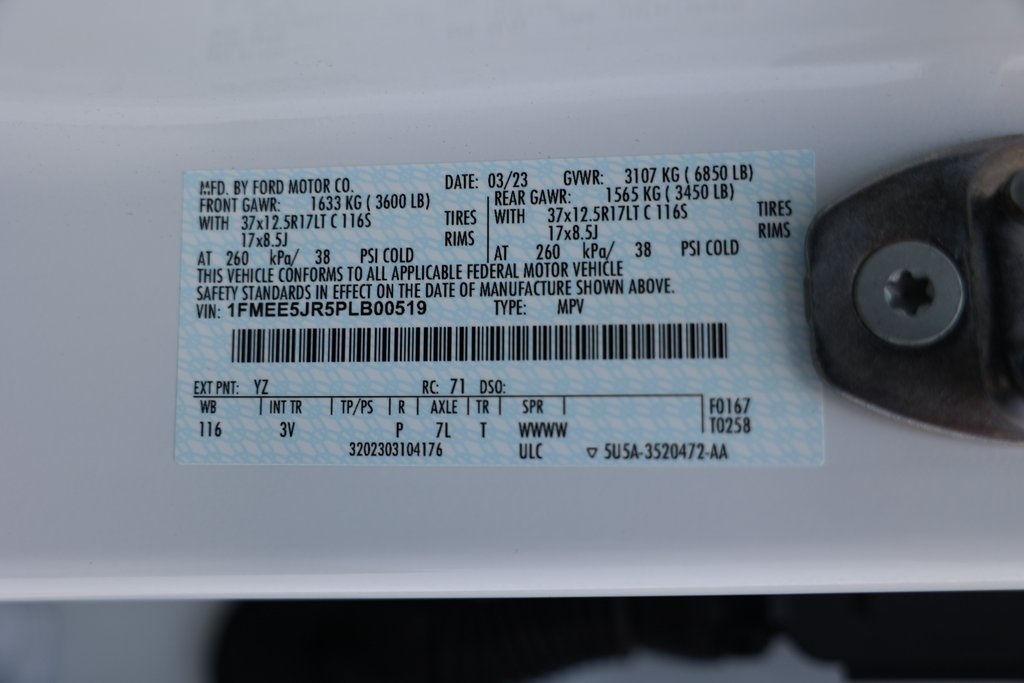 MFD. BY FORD MOTOR CO. DATE: 03/23 GVWR: 3107 KG ( 6850 LB)
FRONT GAWR: 1633 KG ( 3600 LB) REAR GAWR: 1565 KG ( 3450 LB)
WITH 37x12.5R17LT C 116S TIRES WITH 37x12.5R17LT C 116S TIRES
17x8.5J RIMS 17x8.5J RIMS
AT 260 kPa/ 38 PSI COLD AT 260 kPa/ 38 PSI COLD
THIS VEHICLE CONFORMS TO ALL APPLICABLE FEDERAL MOTOR VEHICLE
SAFETY STANDARDS IN EFFECT ON THE DATE OF MANUFACTURE SHOWN ABOVE.
VIN: 1FMEE5JR5PLB00519 TYPE: MPV
EXT PNT: YZ RC: 71 DSO:
WB INT TR TP/PS R AXLE TR SPR F0167
116 3V P 7L T WWWW T0258
3202303104176 ULC ▽ 5U5A-3520472-AA